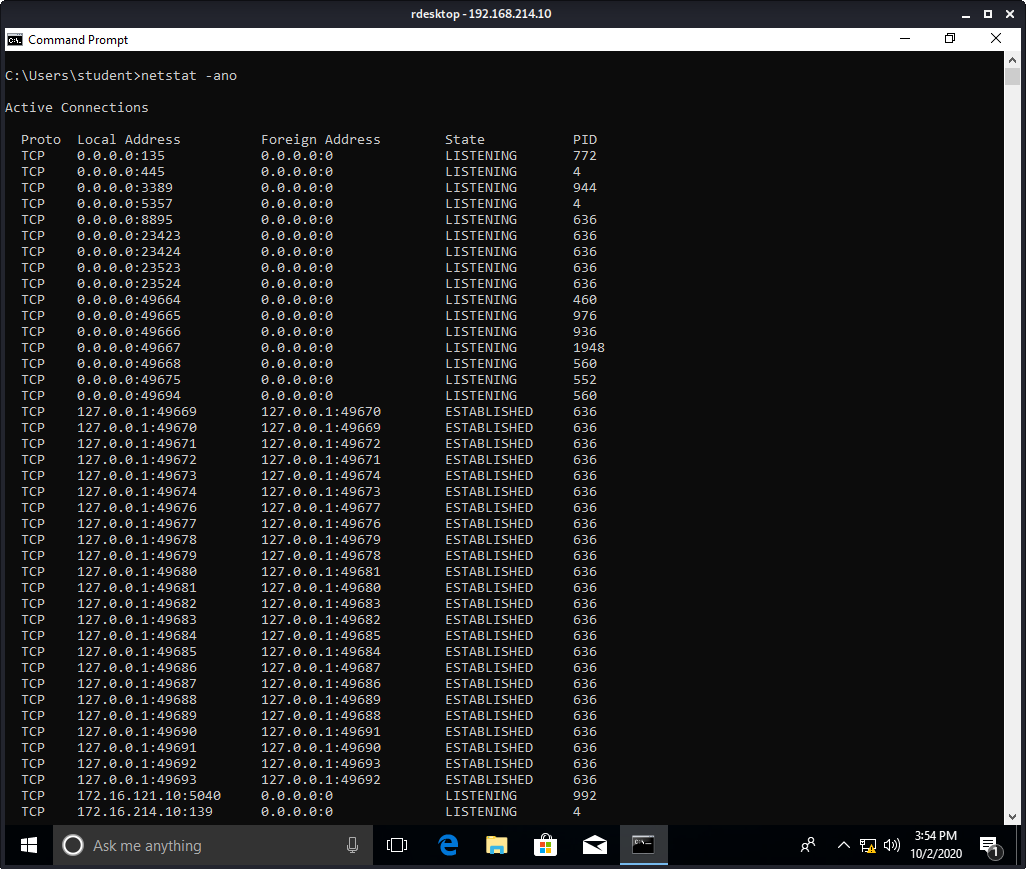 rdesktop - 192.168.214.10
Command Prompt
C:\Users\student>netstat -ano
Active Connections
Proto  Local Address          Foreign Address        State           PID
TCP    0.0.0.0:135            0.0.0.0:0              LISTENING       772
TCP    0.0.0.0:445            0.0.0.0:0              LISTENING       4
TCP    0.0.0.0:3389           0.0.0.0:0              LISTENING       944
TCP    0.0.0.0:5357           0.0.0.0:0              LISTENING       4
TCP    0.0.0.0:8895           0.0.0.0:0              LISTENING       636
TCP    0.0.0.0:23423          0.0.0.0:0              LISTENING       636
TCP    0.0.0.0:23424          0.0.0.0:0              LISTENING       636
TCP    0.0.0.0:23523          0.0.0.0:0              LISTENING       636
TCP    0.0.0.0:23524          0.0.0.0:0              LISTENING       636
TCP    0.0.0.0:49664          0.0.0.0:0              LISTENING       460
TCP    0.0.0.0:49665          0.0.0.0:0              LISTENING       976
TCP    0.0.0.0:49666          0.0.0.0:0              LISTENING       936
TCP    0.0.0.0:49667          0.0.0.0:0              LISTENING       1948
TCP    0.0.0.0:49668          0.0.0.0:0              LISTENING       560
TCP    0.0.0.0:49675          0.0.0.0:0              LISTENING       552
TCP    0.0.0.0:49694          0.0.0.0:0              LISTENING       560
TCP    127.0.0.1:49669        127.0.0.1:49670        ESTABLISHED     636
TCP    127.0.0.1:49670        127.0.0.1:49669        ESTABLISHED     636
TCP    127.0.0.1:49671        127.0.0.1:49672        ESTABLISHED     636
TCP    127.0.0.1:49672        127.0.0.1:49671        ESTABLISHED     636
TCP    127.0.0.1:49673        127.0.0.1:49674        ESTABLISHED     636
TCP    127.0.0.1:49674        127.0.0.1:49673        ESTABLISHED     636
TCP    127.0.0.1:49676        127.0.0.1:49677        ESTABLISHED     636
TCP    127.0.0.1:49677        127.0.0.1:49676        ESTABLISHED     636
TCP    127.0.0.1:49678        127.0.0.1:49679        ESTABLISHED     636
TCP    127.0.0.1:49679        127.0.0.1:49678        ESTABLISHED     636
TCP    127.0.0.1:49680        127.0.0.1:49681        ESTABLISHED     636
TCP    127.0.0.1:49681        127.0.0.1:49680        ESTABLISHED     636
TCP    127.0.0.1:49682        127.0.0.1:49683        ESTABLISHED     636
TCP    127.0.0.1:49683        127.0.0.1:49682        ESTABLISHED     636
TCP    127.0.0.1:49684        127.0.0.1:49685        ESTABLISHED     636
TCP    127.0.0.1:49685        127.0.0.1:49684        ESTABLISHED     636
TCP    127.0.0.1:49686        127.0.0.1:49687        ESTABLISHED     636
TCP    127.0.0.1:49687        127.0.0.1:49686        ESTABLISHED     636
TCP    127.0.0.1:49688        127.0.0.1:49689        ESTABLISHED     636
TCP    127.0.0.1:49689        127.0.0.1:49688        ESTABLISHED     636
TCP    127.0.0.1:49690        127.0.0.1:49691        ESTABLISHED     636
TCP    127.0.0.1:49691        127.0.0.1:49690        ESTABLISHED     636
TCP    127.0.0.1:49692        127.0.0.1:49693        ESTABLISHED     636
TCP    127.0.0.1:49693        127.0.0.1:49692        ESTABLISHED     636
TCP    172.16.121.10:5040     0.0.0.0:0              LISTENING       992
TCP    172.16.214.10:139      0.0.0.0:0              LISTENING       4
Ask me anything
3:54 PM
10/2/2020
1